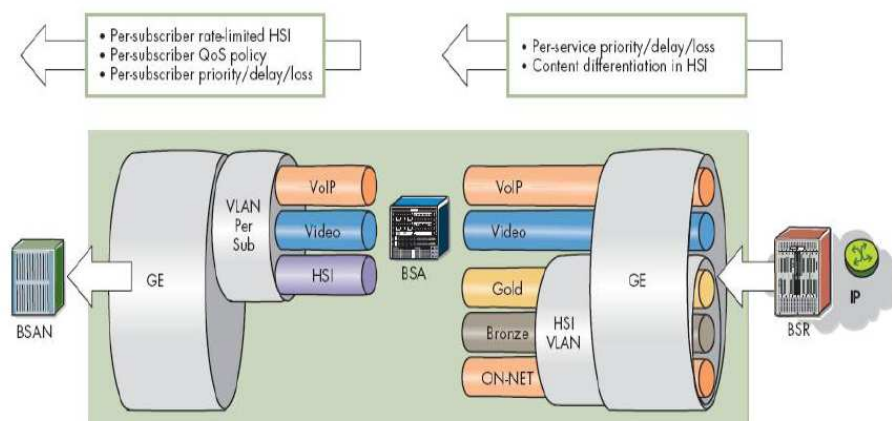 • Per-subscriber rate-limited HSI
• Per-subscriber QoS policy
• Per-subscriber priority/delay/loss
• Per-service priority/delay/loss
• Content differentiation in HSI
VoIP
VLAN
Per
Sub
Video
HSI
GE
BSAN
BSA
VoIP
Video
Gold
Bronze
ON-NET
HSI
VLAN
GE
BSR
IP